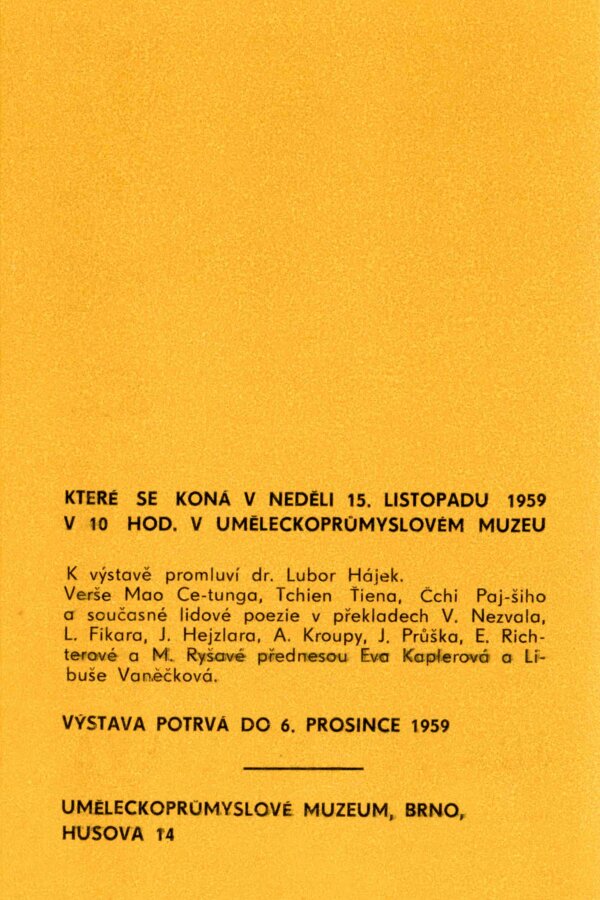 KTERÉ SE KONÁ V NEDĚLI 15. LISTOPADU 1959
V 10 HOD. V UMĚLECKOPRŮMYSLOVÉM MUZEU
K výstavě promluví dr. Lubor Hájek.
Verše Mao Ce-tunga, Tchien Ťiena, Čchi Paj-šiho
a současné lidové poezie v překladech V. Nezvala,
L. Fikara, J. Hejzlara, A. Kroupy, J. Průška, E. Rich-
terové a M. Ryšavé přednesou Eva Kaplerová a Li-
buše Vaněčková.
VÝSTAVA POTRVÁ DO 6. PROSINCE 1959
UMĚLECKOPRŮMYSLOVÉ MUZEUM, BRNO,
HUSOVA 14